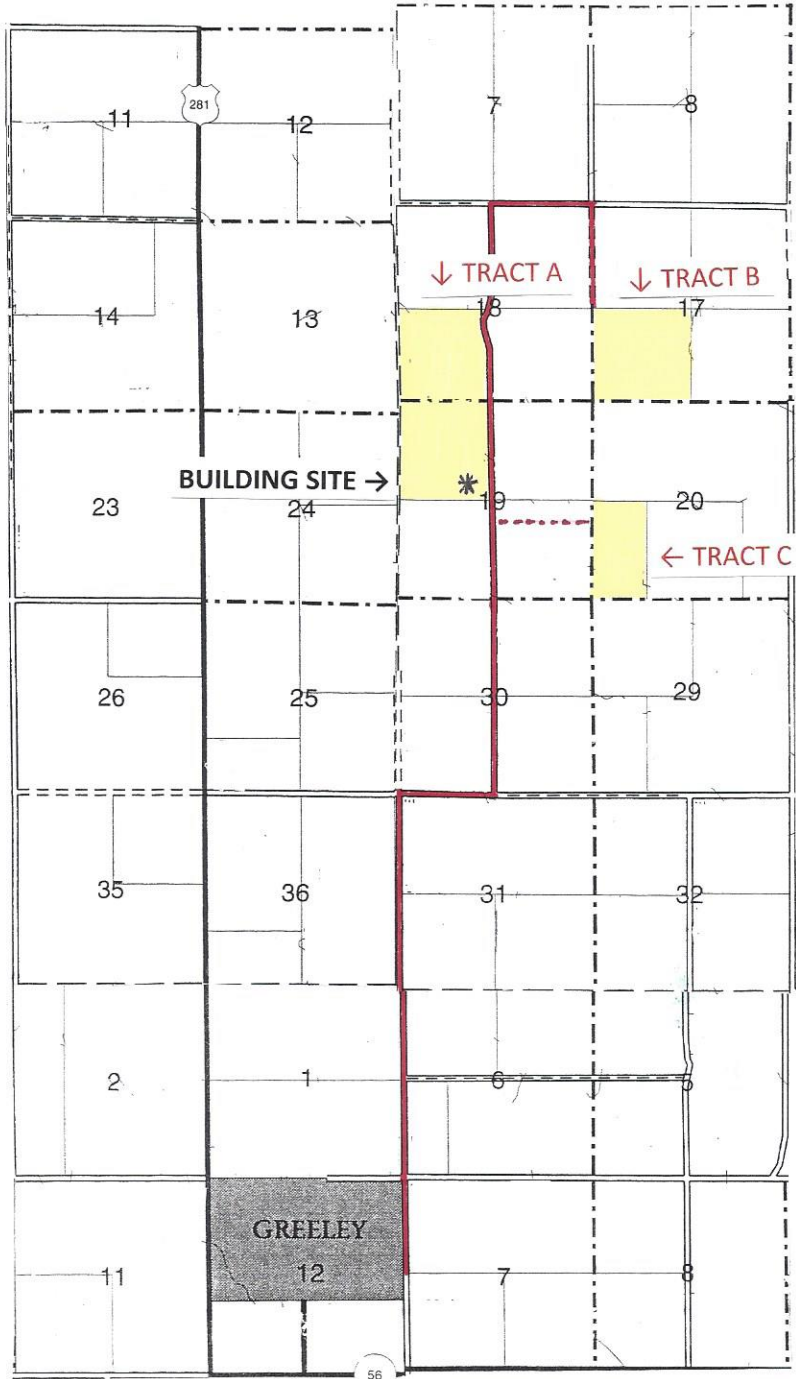 7 8
281
11 12
↓ TRACT A ↓ TRACT B
14 13 18 17
BUILDING SITE →
23 24 19 20
← TRACT C
26 25 30 29
35 36 31 32
2 1 6 5
GREELEY
11 12 7 8
56